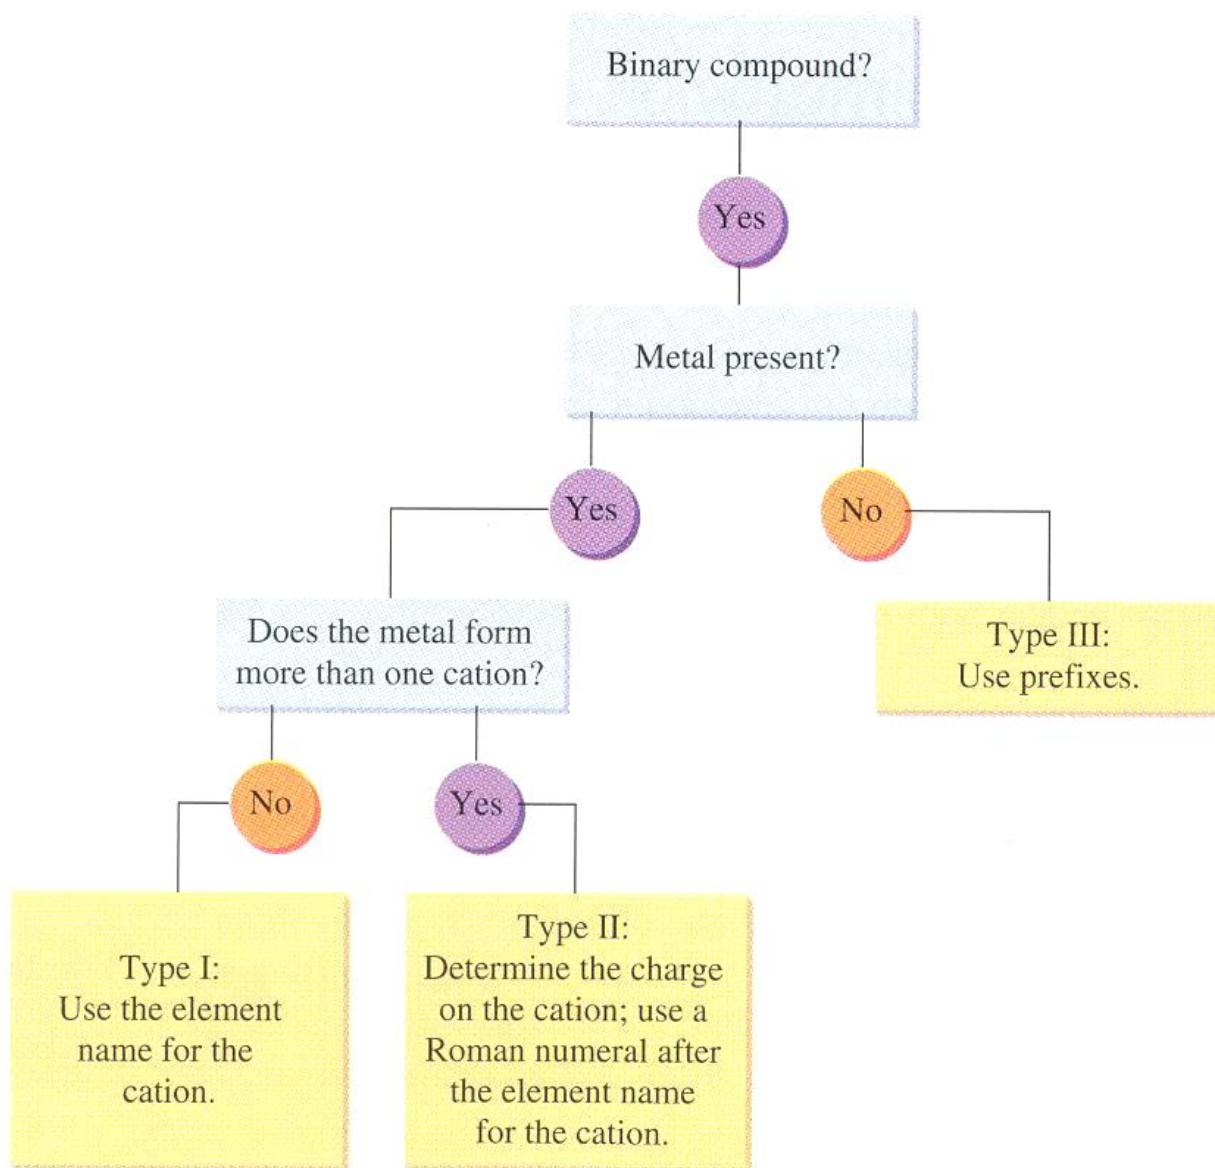 Binary compound?
Yes
Metal present?
Yes
No
Does the metal form
more than one cation?
Type III:
Use prefixes.
No
Yes
Type I:
Use the element
name for the
cation.
Type II:
Determine the charge
on the cation; use a
Roman numeral after
the element name
for the cation.